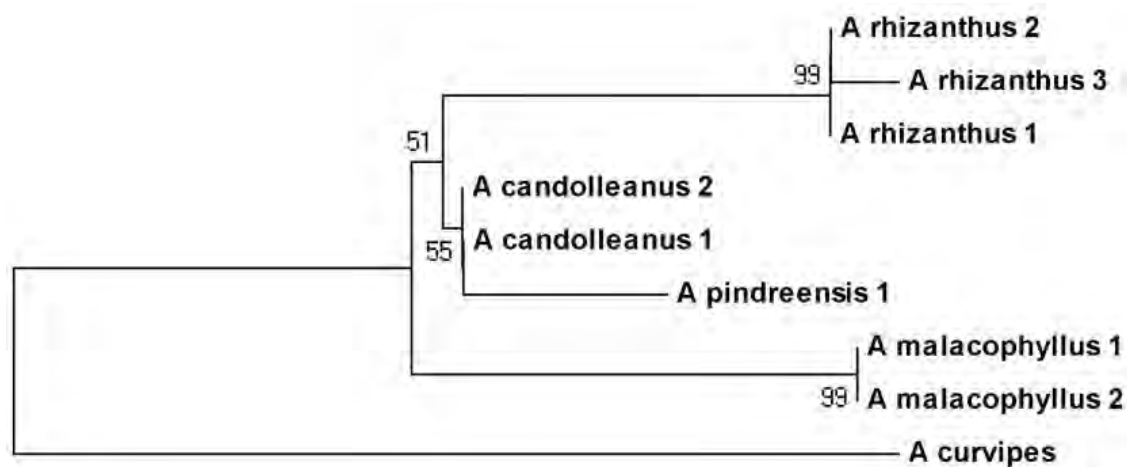 A rhizanthus 2
99
A rhizanthus 3
A rhizanthus 1
51
A candolleanus 2
A candolleanus 1
55
A pindreensis 1
A malacophyllus 1
99 A malacophyllus 2
A curvipes